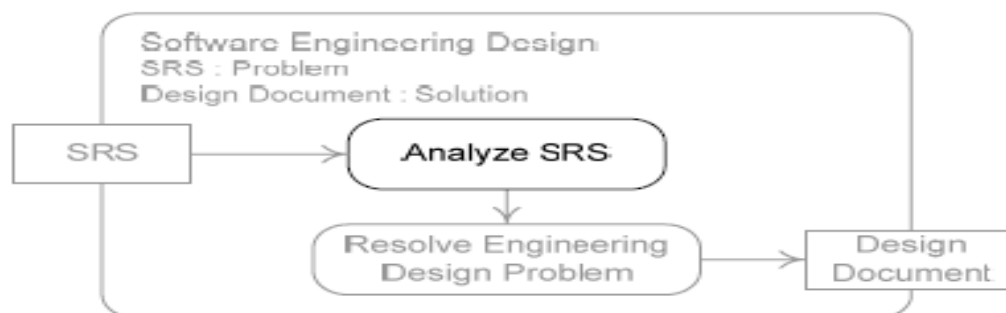 Software Engineering Design
SRS : Problem
Design Document : Solution
SRS
Analyze SRS
Resolve Engineering
Design Problem
Design
Document